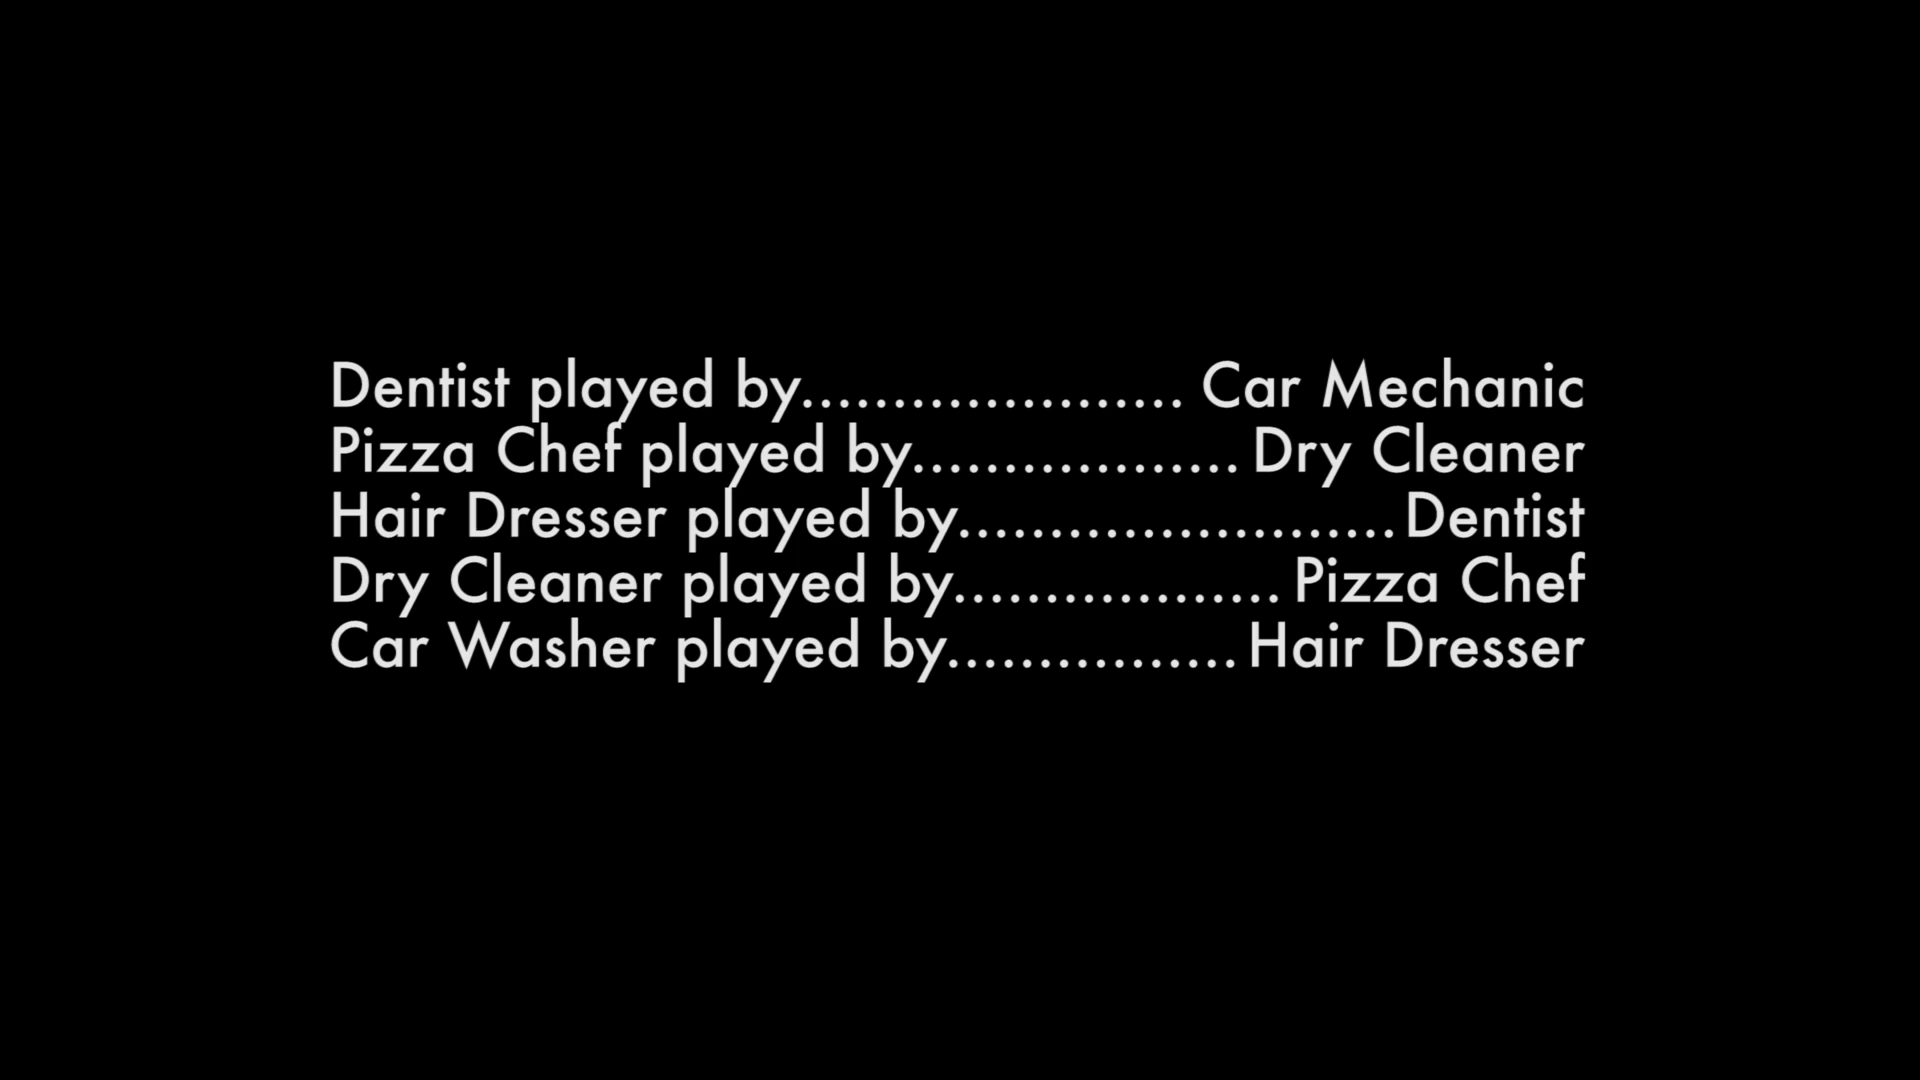 Dentist played by..................... Car Mechanic
Pizza Chef played by.................. Dry Cleaner
Hair Dresser played by........................ Dentist
Dry Cleaner played by.................. Pizza Chef
Car Washer played by................ Hair Dresser